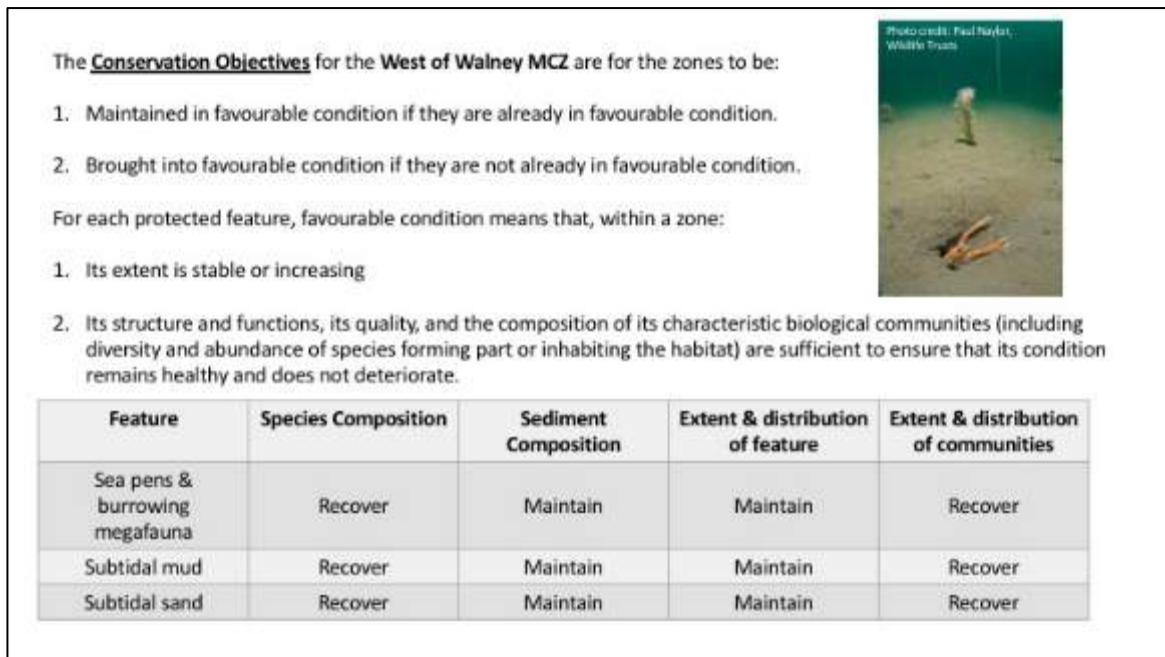 Photo credit: Paul Naylor,
Wildlife Trusts
The Conservation Objectives for the West of Walney MCZ are for the zones to be:
1. Maintained in favourable condition if they are already in favourable condition.
2. Brought into favourable condition if they are not already in favourable condition.
For each protected feature, favourable condition means that, within a zone:
1. Its extent is stable or increasing
2. Its structure and functions, its quality, and the composition of its characteristic biological communities (including
diversity and abundance of species forming part or inhabiting the habitat) are sufficient to ensure that its condition
remains healthy and does not deteriorate.
Feature Species Composition Sediment Composition Extent & distribution of feature Extent & distribution of communities
Sea pens & burrowing megafauna Recover Maintain Maintain Recover
Subtidal mud Recover Maintain Maintain Recover
Subtidal sand Recover Maintain Maintain Recover